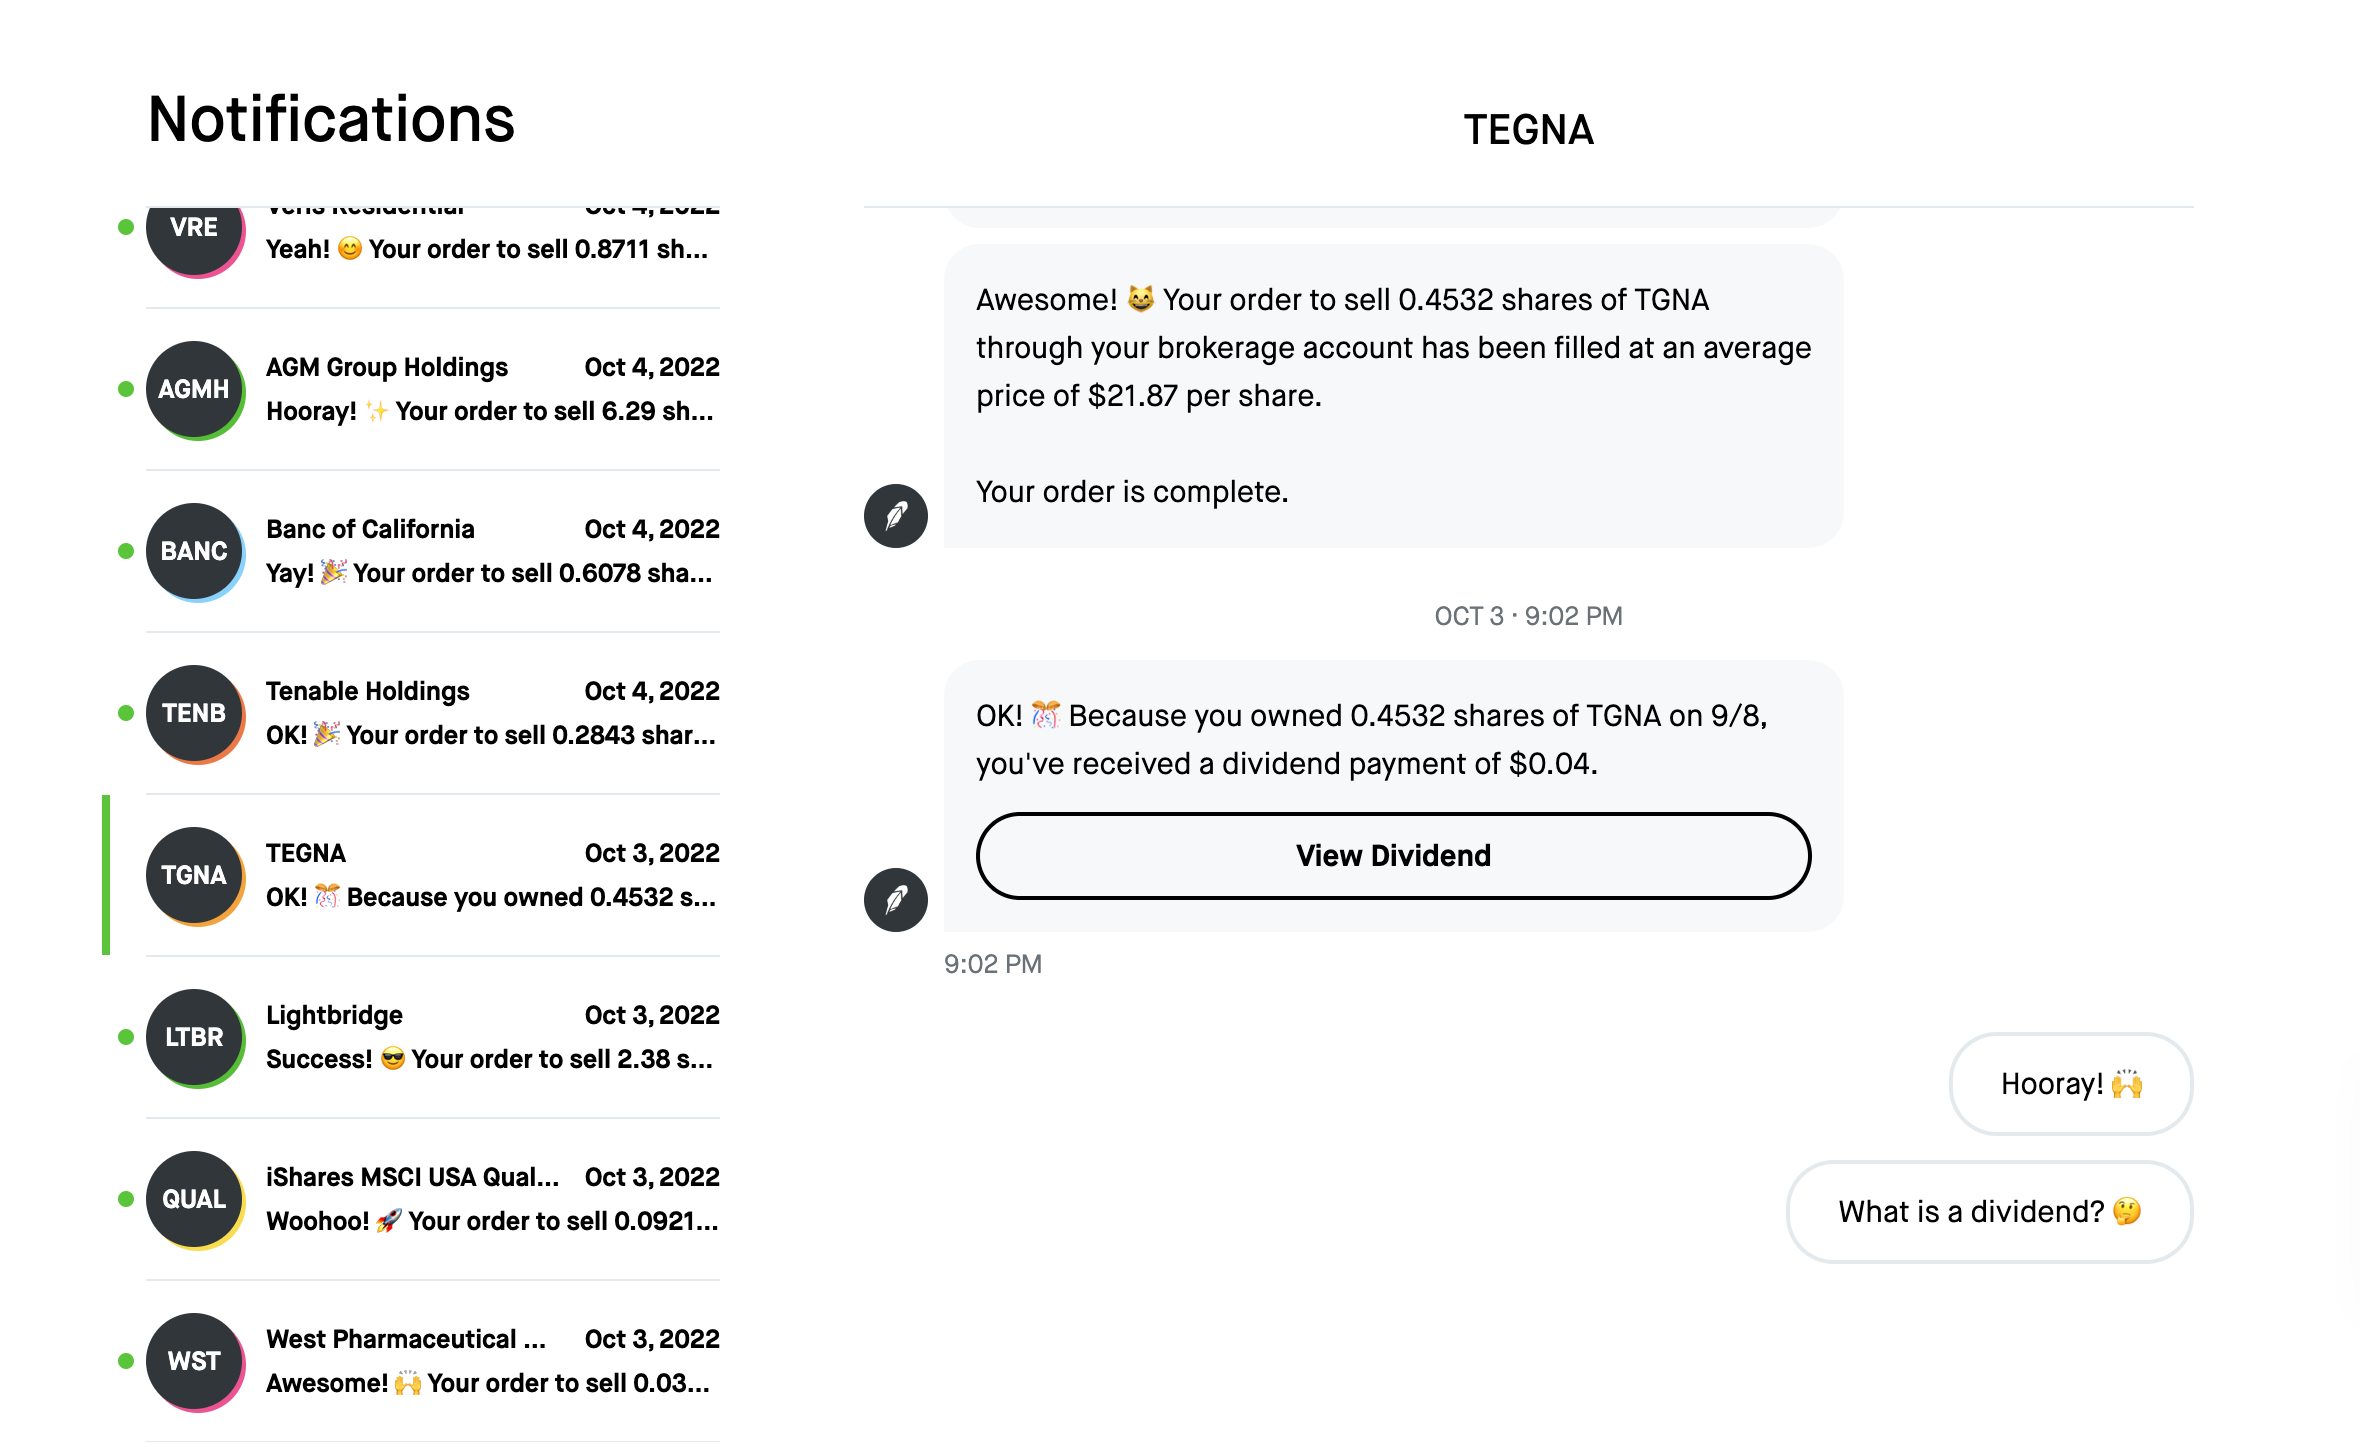 Notifications
Veris Residential Oct 4, 2022
VRE
Yeah! 😊 Your order to sell 0.8711 sh...
AGMH
AGM Group Holdings Oct 4, 2022
Hooray! ✨ Your order to sell 6.29 sh...
BANC
Banc of California Oct 4, 2022
Yay! 🎉 Your order to sell 0.6078 sha...
TENB
Tenable Holdings Oct 4, 2022
OK! 🎉 Your order to sell 0.2843 shar...
TGNA
TEGNA Oct 3, 2022
OK! 🎊 Because you owned 0.4532 s...
LTBR
Lightbridge Oct 3, 2022
Success! 😎 Your order to sell 2.38 s...
QUAL
iShares MSCI USA Qual... Oct 3, 2022
Woohoo! 🚀 Your order to sell 0.0921...
WST
West Pharmaceutical ... Oct 3, 2022
Awesome! 🙌 Your order to sell 0.03...
TEGNA
Awesome! 😸 Your order to sell 0.4532 shares of TGNA
through your brokerage account has been filled at an average
price of $21.87 per share.
Your order is complete.
OCT 3 · 9:02 PM
OK! 🎊 Because you owned 0.4532 shares of TGNA on 9/8,
you've received a dividend payment of $0.04.
View Dividend
9:02 PM
Hooray! 🙌
What is a dividend? 🤔